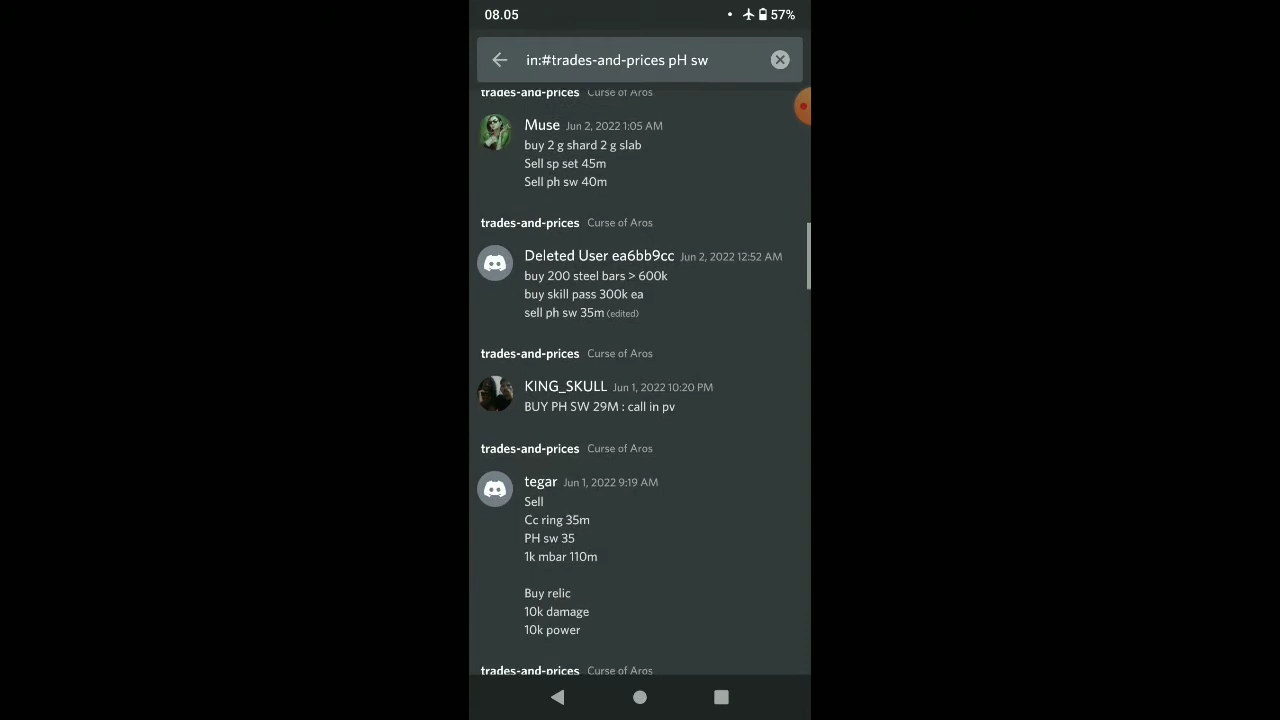 08.05 57%
in:#trades-and-prices pH sw
trades-and-prices Curse of Aros
Muse Jun 2, 2022 1:05 AM
buy 2 g shard 2 g slab
Sell sp set 45m
Sell ph sw 40m
trades-and-prices Curse of Aros
Deleted User ea6bb9cc Jun 2, 2022 12:52 AM
buy 200 steel bars > 600k
buy skill pass 300k ea
sell ph sw 35m (edited)
trades-and-prices Curse of Aros
KING_SKULL Jun 1, 2022 10:20 PM
BUY PH SW 29M : call in pv
trades-and-prices Curse of Aros
tegar Jun 1, 2022 9:19 AM
Sell
Cc ring 35m
PH sw 35
1k mbar 110m
Buy relic
10k damage
10k power
trades-and-prices Curse of Aros